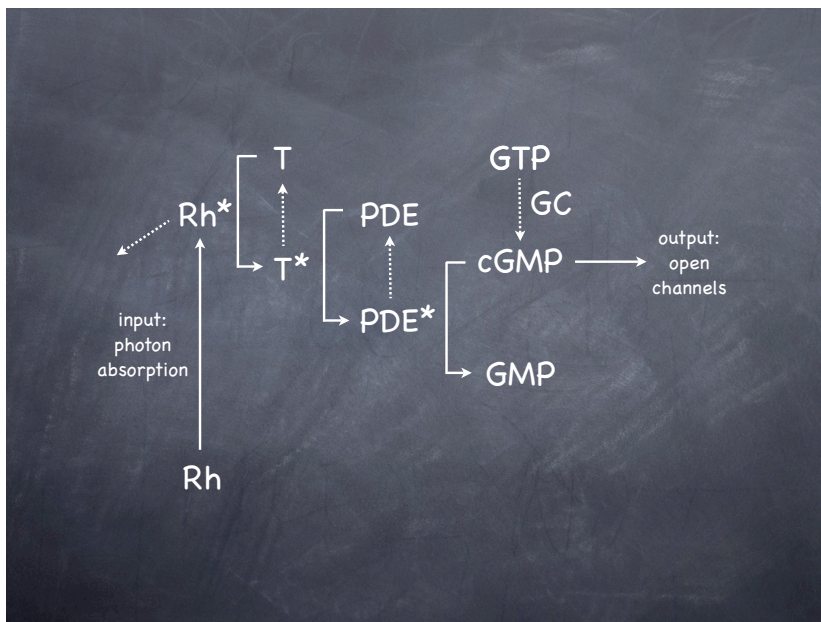 T
GTP
Rh*
PDE
GC
T*
cGMP
output:
open
channels
PDE*
input:
photon
absorption
GMP
Rh